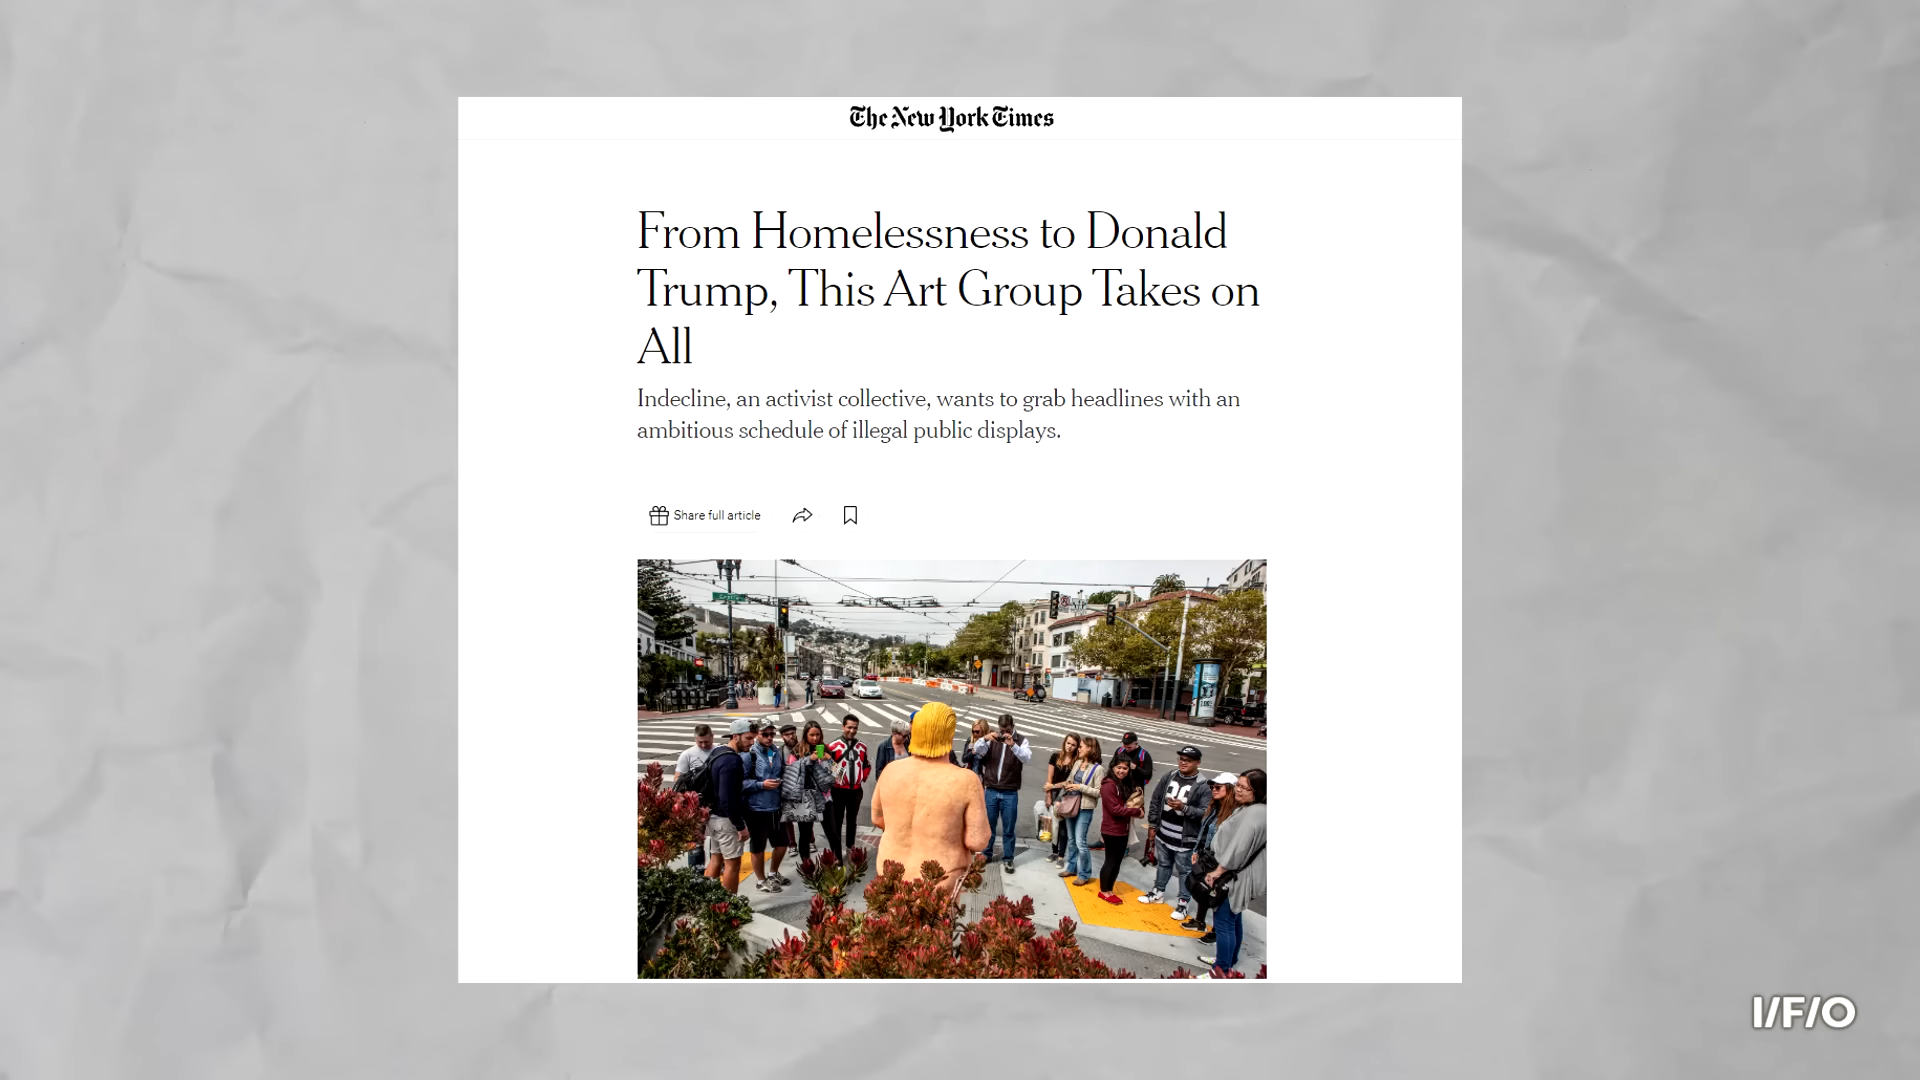 The New York Times
From Homelessness to Donald
Trump, This Art Group Takes on
All
Indecline, an activist collective, wants to grab headlines with an
ambitious schedule of illegal public displays.
Share full article
I/F/O